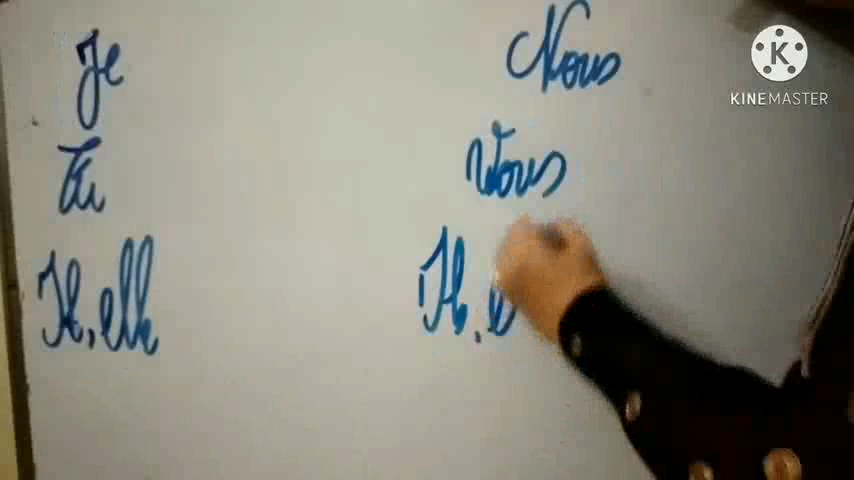 Je
Tu
Il, elle
Nous
Vous
Il, e
KINEMASTER